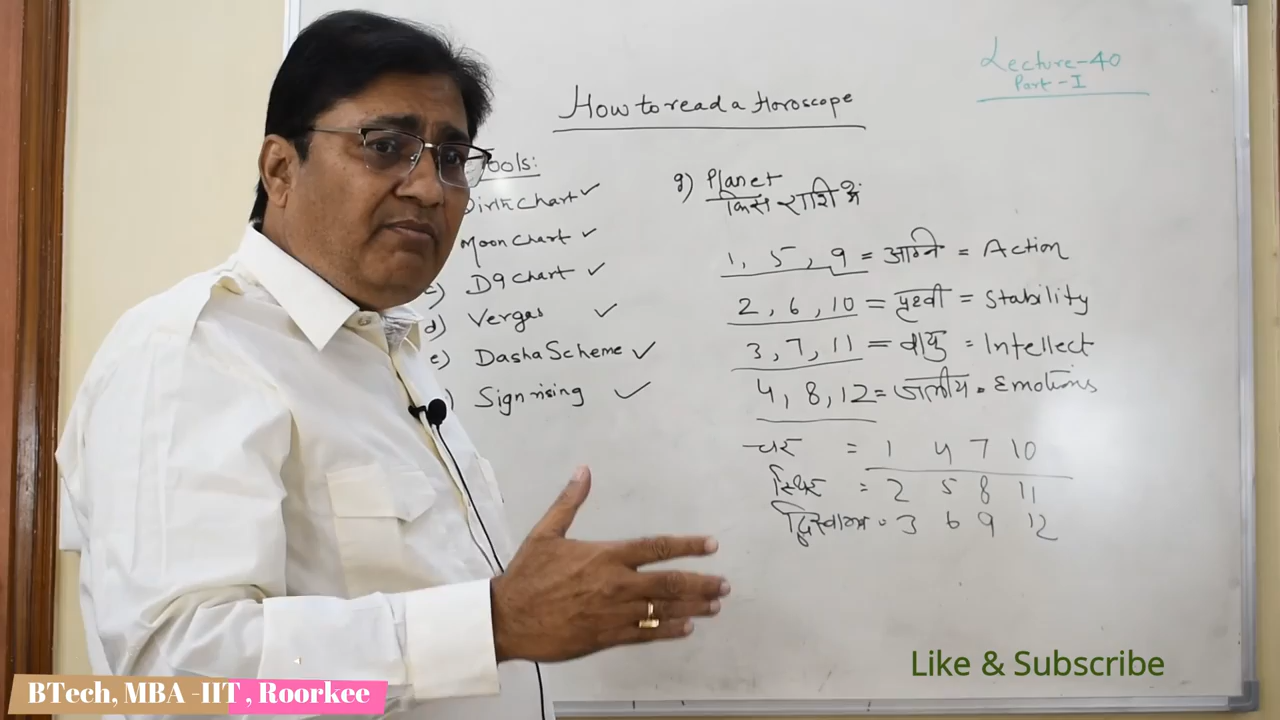 Lecture-40
Part-I
How to read a Horoscope
Tools:
Birth Chart ✓
Moon Chart ✓
c) D9 Chart ✓
d) Vergas ✓
e) Dasha Scheme ✓
) Sign rising ✓
g) Planet
किस राशि में
1, 5, 9 = अग्नि = Action
2, 6, 10 = पृथ्वी = Stability
3, 7, 11 = वायु = Intellect
4, 8, 12 = जलीय = Emotions
चर = 1 4 7 10
स्थिर = 2 5 8 11
द्विस्वभाव = 3 6 9 12
Like & Subscribe
BTech, MBA -IIT , Roorkee